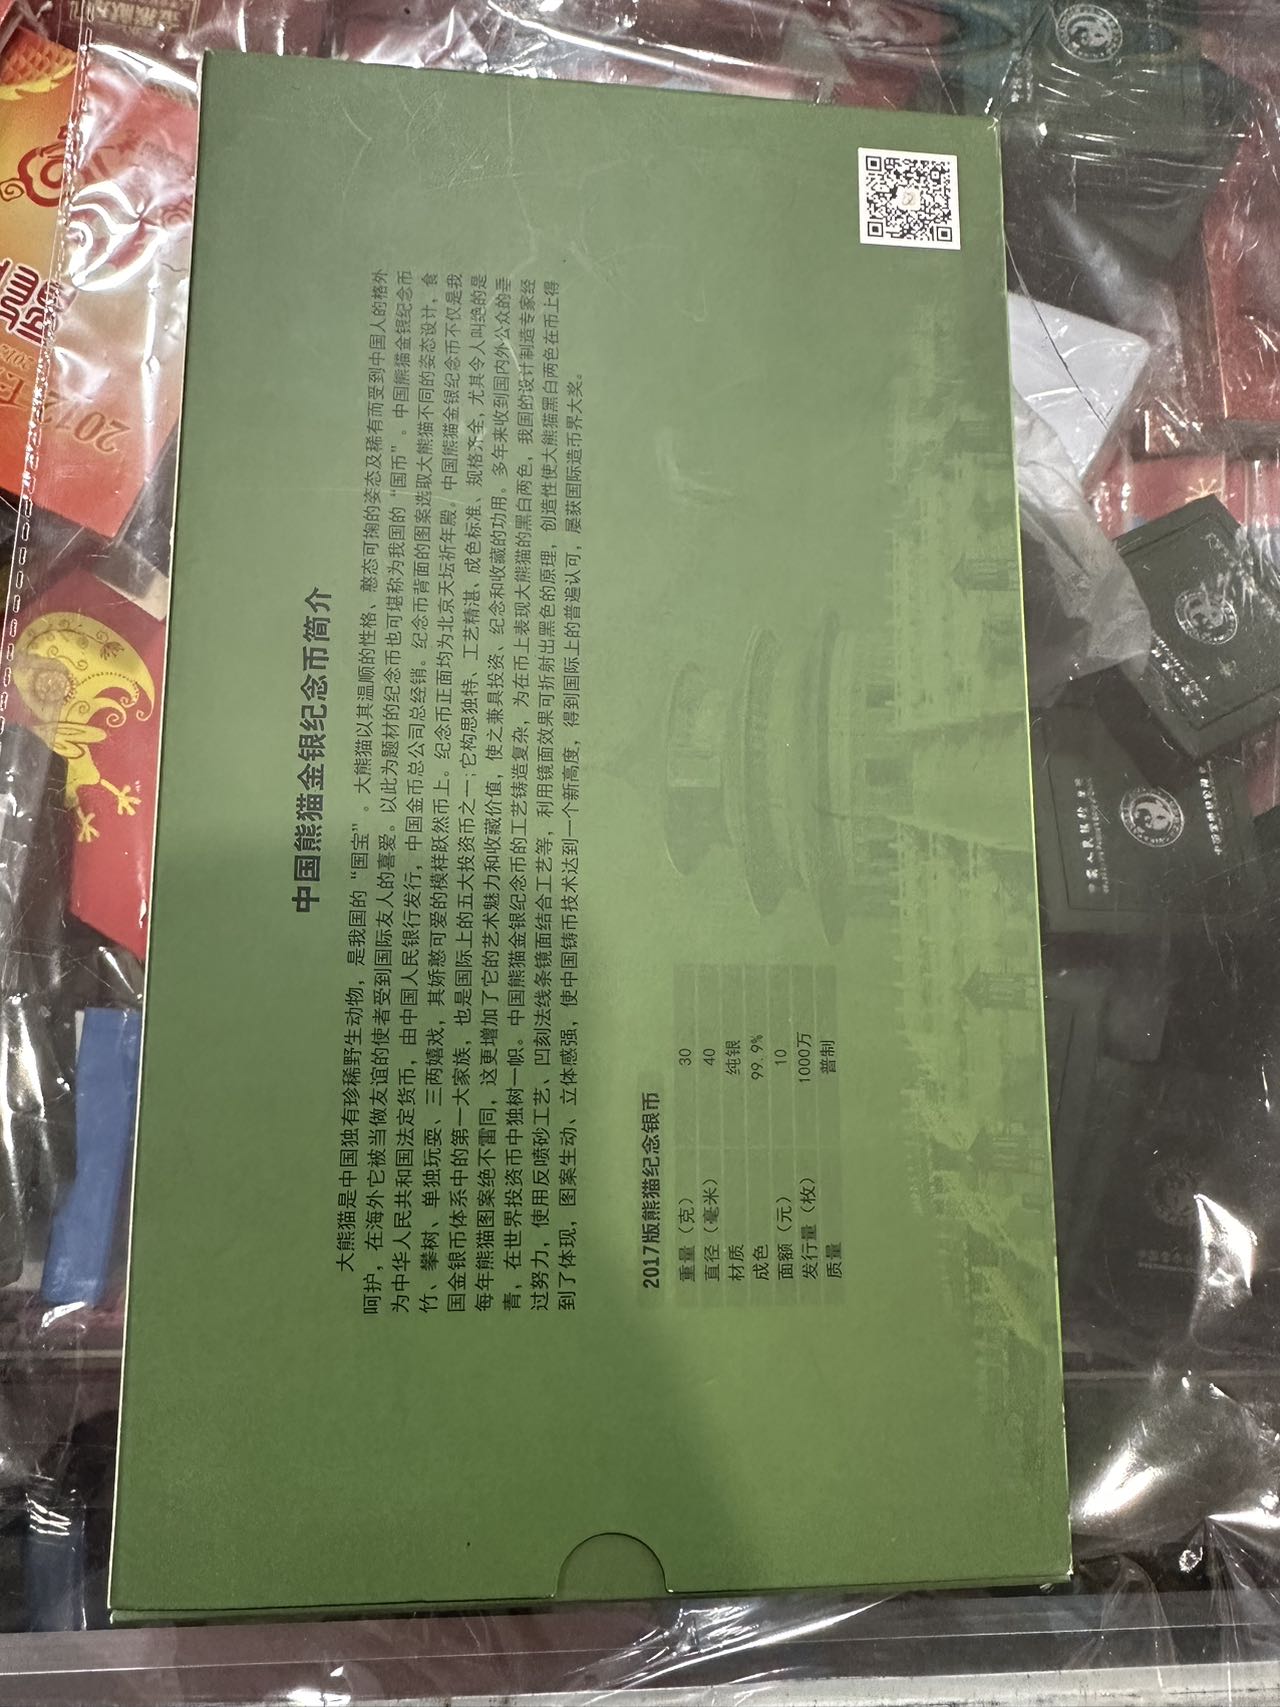 中国熊猫金银纪念币简介
大熊猫是中国独有珍稀野生动物，是我国的“国宝”。大熊猫以其温顺的性格、憨态可掬的姿态及稀有而受到中国人的格外
呵护，在海外它被当做友谊的使者受到国际友人的喜爱。以此为题材的纪念币也可堪称为我国的“国币”。中国熊猫金银纪念币
为中华人民共和国法定货币，由中国人民银行发行，中国金币总公司总经销。纪念币背面的图案选取大熊猫不同的姿态设计，食
竹、攀树、单独玩耍、三两嬉戏，其娇憨可爱的模样跃然币上。纪念币正面均为北京天坛祈年殿。中国熊猫金银纪念币不仅是我
国金银币体系中的第一大家族，也是国际上的五大投资币之一；它构思独特、工艺精湛、成色标准、规格齐全，尤其令人叫绝的是
每年熊猫图案绝不雷同，这更增加了它的艺术魅力和收藏价值，使之兼具投资、纪念和收藏的功用。多年来收到国内外公众的垂
青，在世界投资币中独树一帜。中国熊猫金银纪念币的工艺铸造复杂，为在币上表现大熊猫的黑白两色，我国的设计制造专家经
过努力，使用反喷砂工艺、凹刻法线条镜面结合工艺等，利用镜面效果可折射出黑色的原理，创造性使大熊猫黑白两色在币上得
到了体现，图案生动、立体感强，使中国铸币技术达到一个新高度，得到国际上的普遍认可，屡获国际造币界大奖。
2017版熊猫纪念银币
重量（克） 30
直径（毫米） 40
材质 纯银
成色 99.9%
面额（元） 10
发行量（枚） 1000万
质量 普制
2012